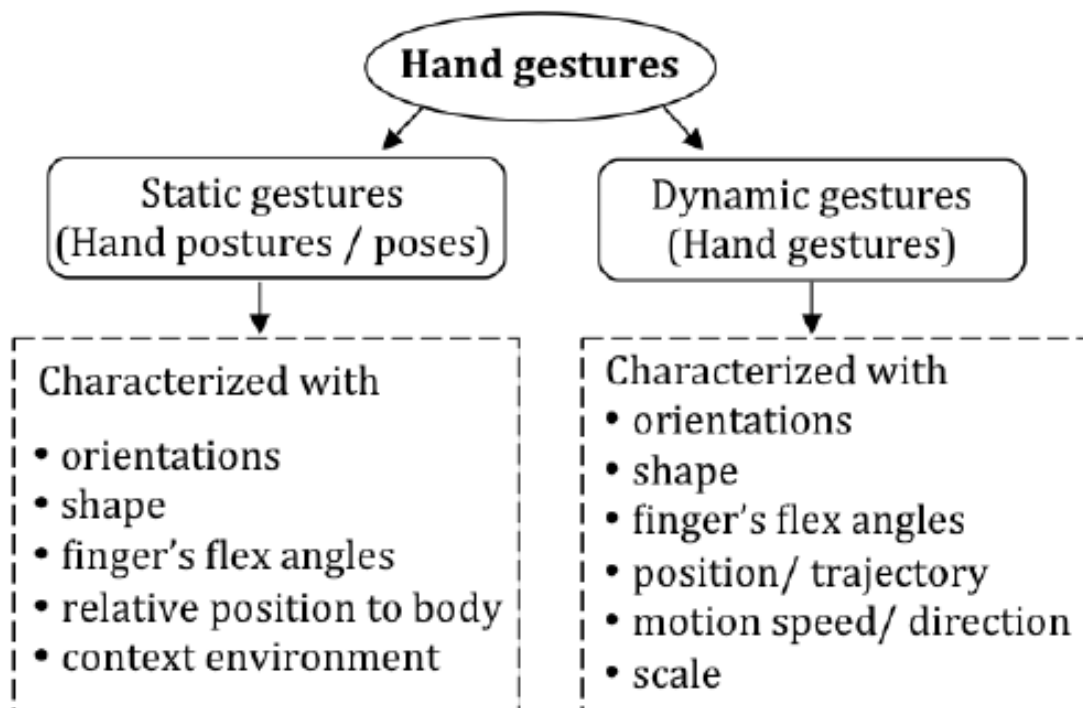 Hand gestures
Static gestures
(Hand postures / poses)
Dynamic gestures
(Hand gestures)
Characterized with
• orientations
• shape
• finger's flex angles
• relative position to body
• context environment
Characterized with
• orientations
• shape
• finger's flex angles
• position/ trajectory
• motion speed/ direction
• scale